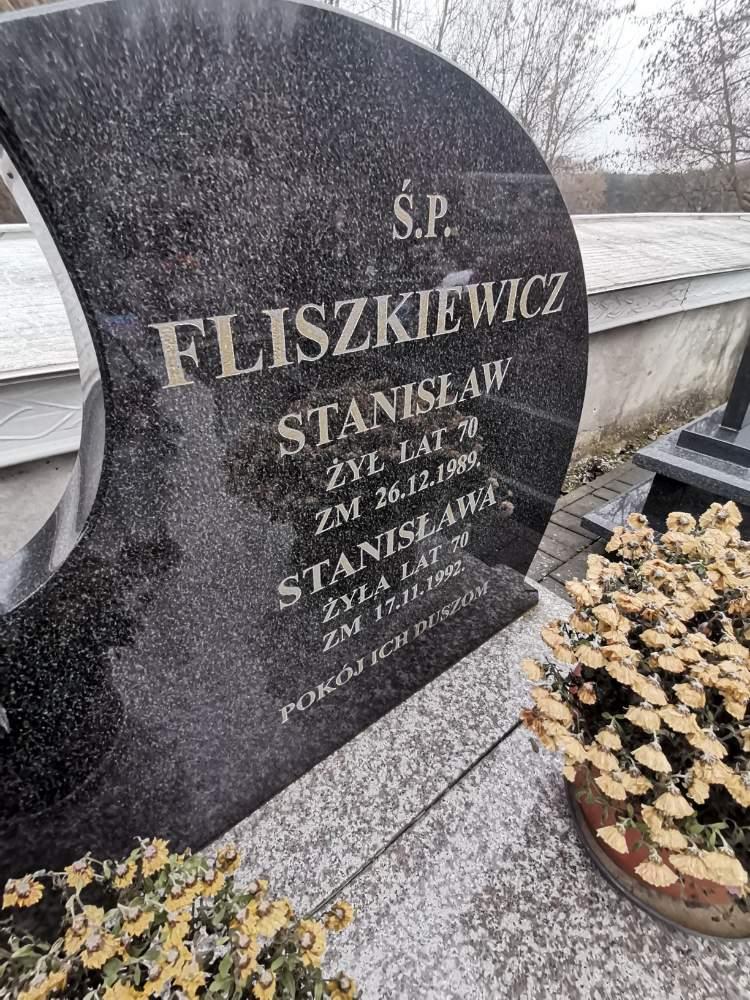 Ś.P.
FLISZKIEWICZ
STANISŁAW
ŻYŁ LAT 70
ZM 26.12.1989.
STANISŁAWA
ŻYŁA LAT 70
ZM 17.11.1992.
POKÓJ ICH DUSZOM